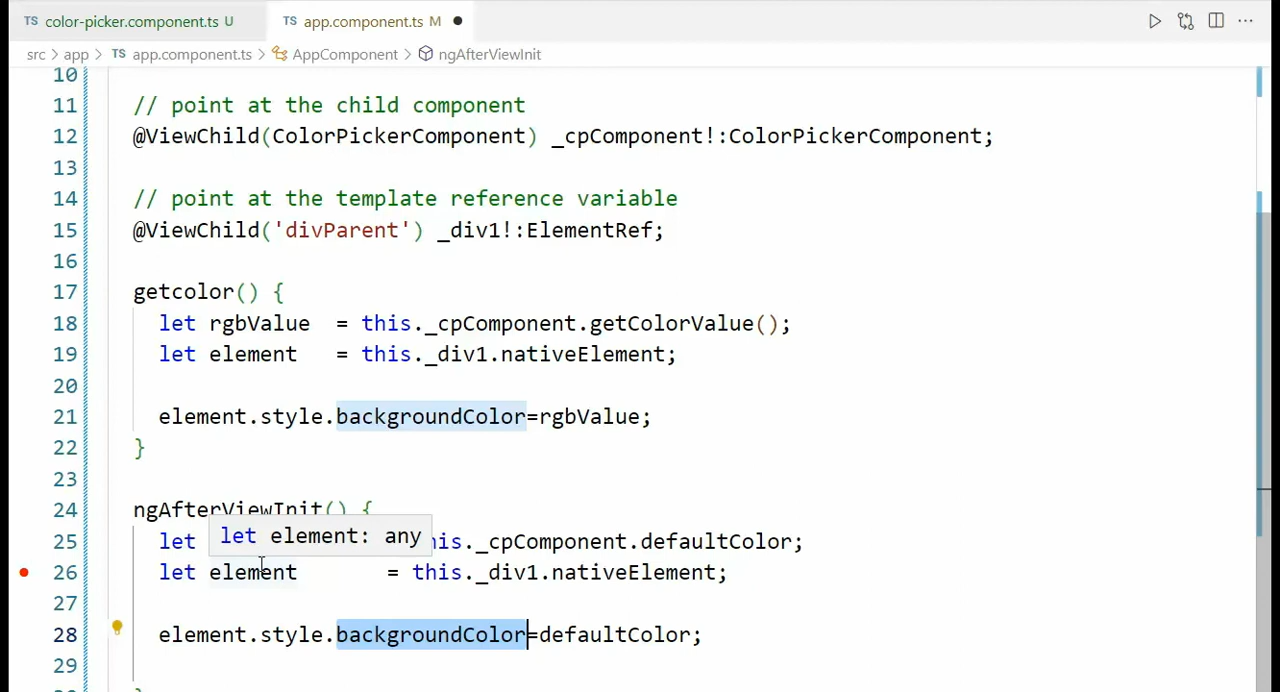 TS color-picker.component.ts U TS app.component.ts M
src > app > TS app.component.ts > AppComponent > ngAfterViewInit
10
11 // point at the child component
12 @ViewChild(ColorPickerComponent) _cpComponent!:ColorPickerComponent;
13
14 // point at the template reference variable
15 @ViewChild('divParent') _div1!:ElementRef;
16
17 getcolor() {
18 let rgbValue = this._cpComponent.getColorValue();
19 let element = this._div1.nativeElement;
20
21 element.style.backgroundColor=rgbValue;
22 }
23
24 ngAfterViewInit() {
let element: any
25 let his._cpComponent.defaultColor;
26 let element = this._div1.nativeElement;
27
28 element.style.backgroundColor=defaultColor;
29